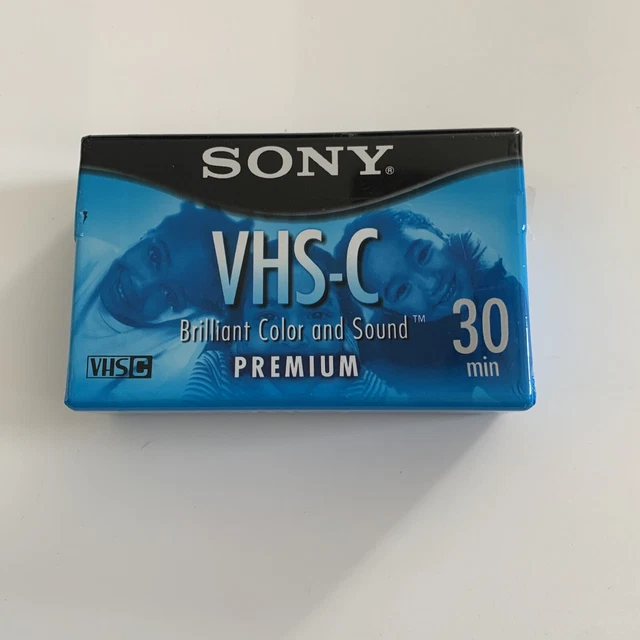 SONY®
VHS-C
Brilliant Color and Sound™
PREMIUM
30
min
VHS C